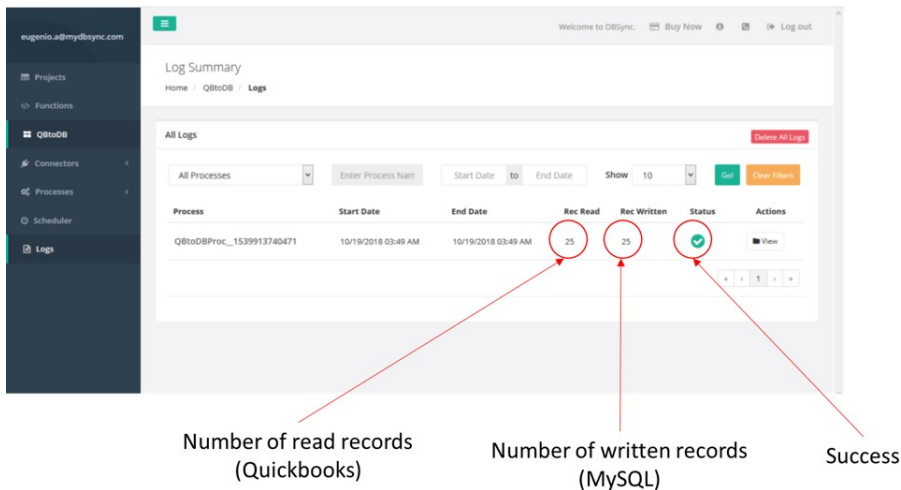 eugenio.a@mydbsync.com
Welcome to DBSync. Buy Now Log out
Projects
Functions
QBtoDB
Connectors
Processes
Scheduler
Logs
Log Summary
Home / QBtoDB / Logs
All Logs Delete All Logs
All Processes Enter Process Narr Start Date to End Date Show 10 Go! Clear Filters
Process Start Date End Date Rec Read Rec Written Status Actions
QBtoDBProc__1539913740471 10/19/2018 03:49 AM 10/19/2018 03:49 AM 25 25 View
« ‹ 1 › »
Number of read records
(Quickbooks)
Number of written records
(MySQL)
Success